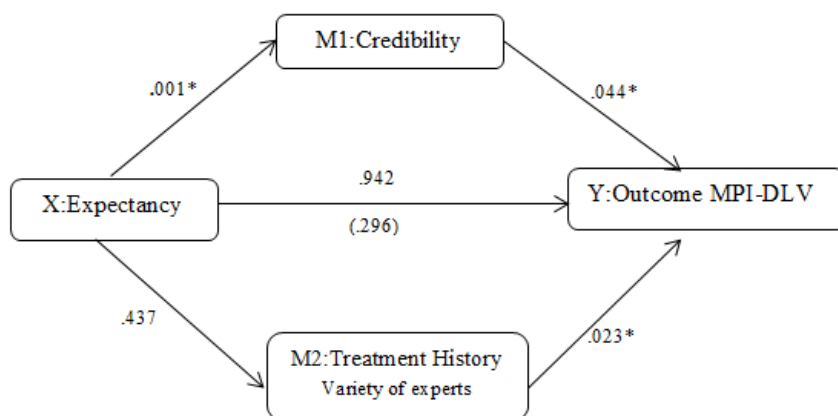 M1:Credibility
.001*
.044*
.942
X:Expectancy
Y:Outcome MPI-DLV
(.296)
.437
M2:Treatment History
Variety of experts
.023*